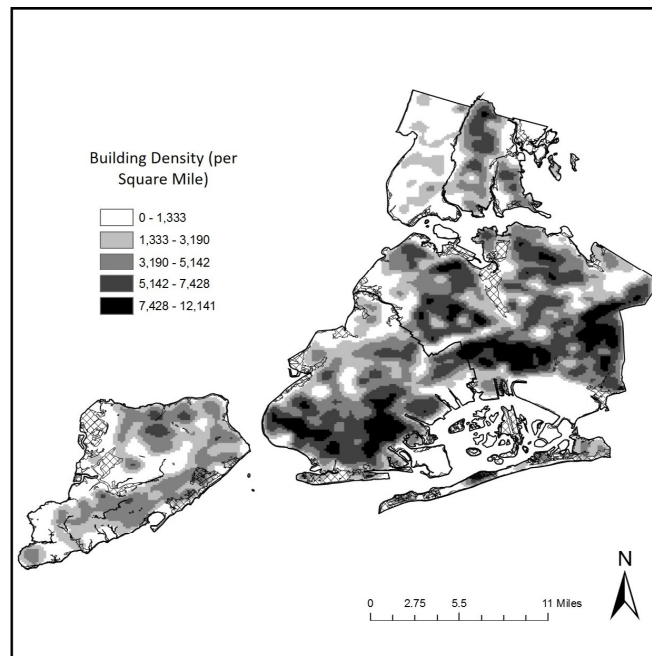 Building Density (per
Square Mile)
0 - 1,333
1,333 - 3,190
3,190 - 5,142
5,142 - 7,428
7,428 - 12,141
N
0 2.75 5.5 11 Miles